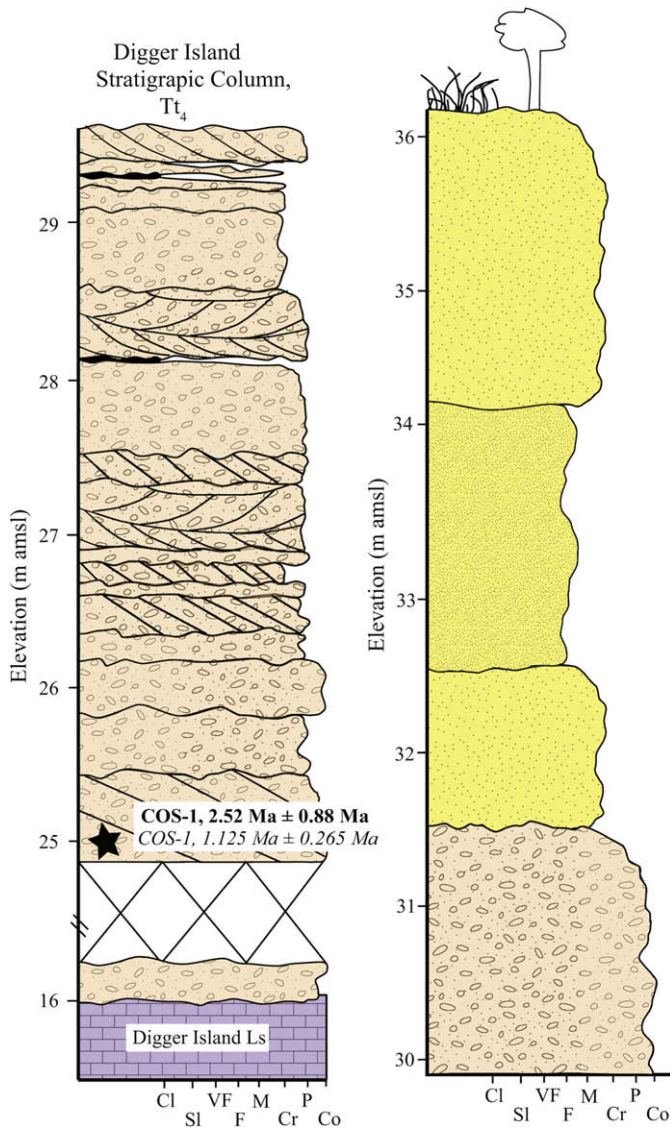 Digger Island
Stratigrapic Column,
Tt4
Elevation (m amsl)
29
28
27
26
25
16
COS-1, 2.52 Ma ± 0.88 Ma
COS-1, 1.125 Ma ± 0.265 Ma
Digger Island Ls
Cl Sl VF F M Cr P Co
Elevation (m amsl)
36
35
34
33
32
31
30
Cl Sl VF F M Cr P Co